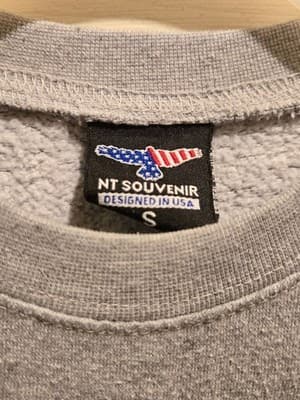 NT SOUVENIR
DESIGNED IN USA
S